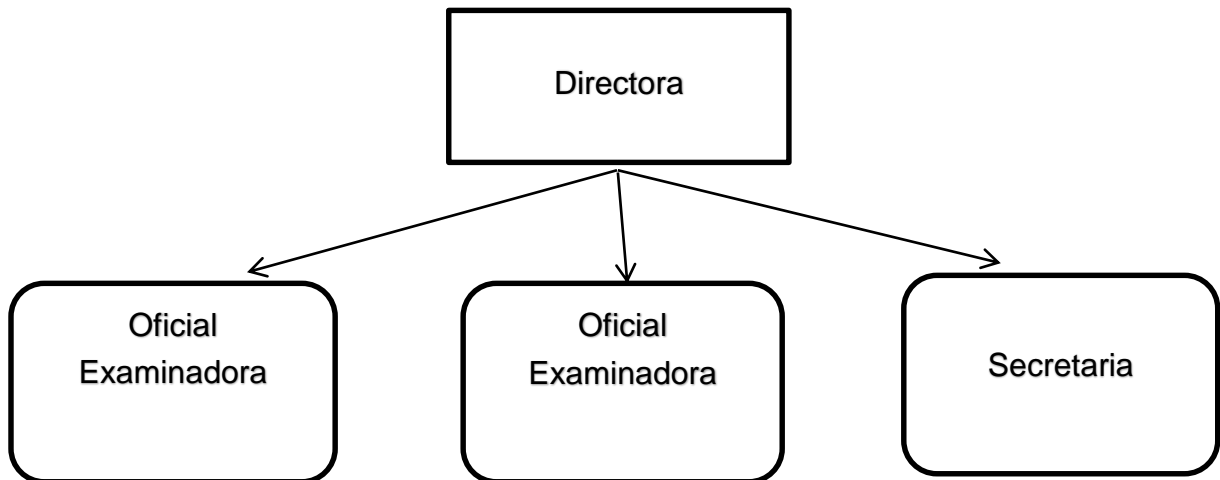 Directora
Oficial
Examinadora
Oficial
Examinadora
Secretaria